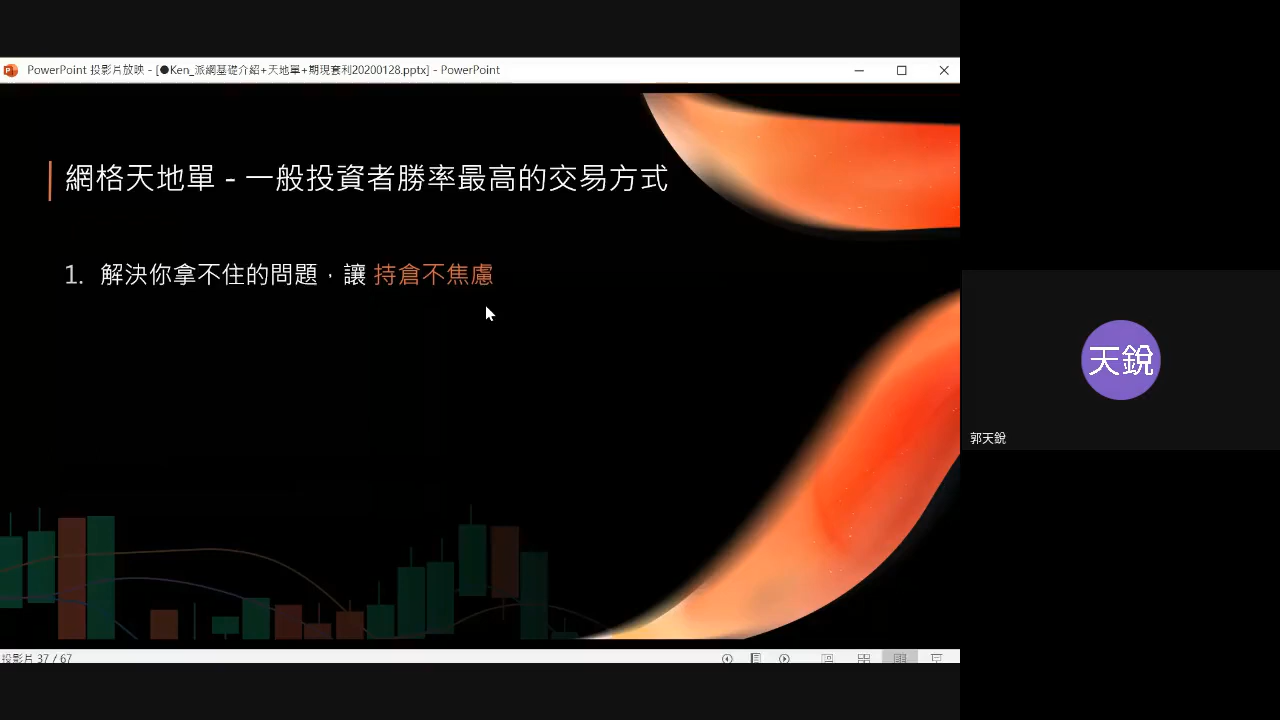 PowerPoint 投影片放映 - [●Ken_派網基礎介紹+天地單+期現套利20200128.pptx] - PowerPoint
網格天地單 - 一般投資者勝率最高的交易方式
1. 解決你拿不住的問題，讓 持倉不焦慮
天銳
郭天銳
投影片 37 / 67